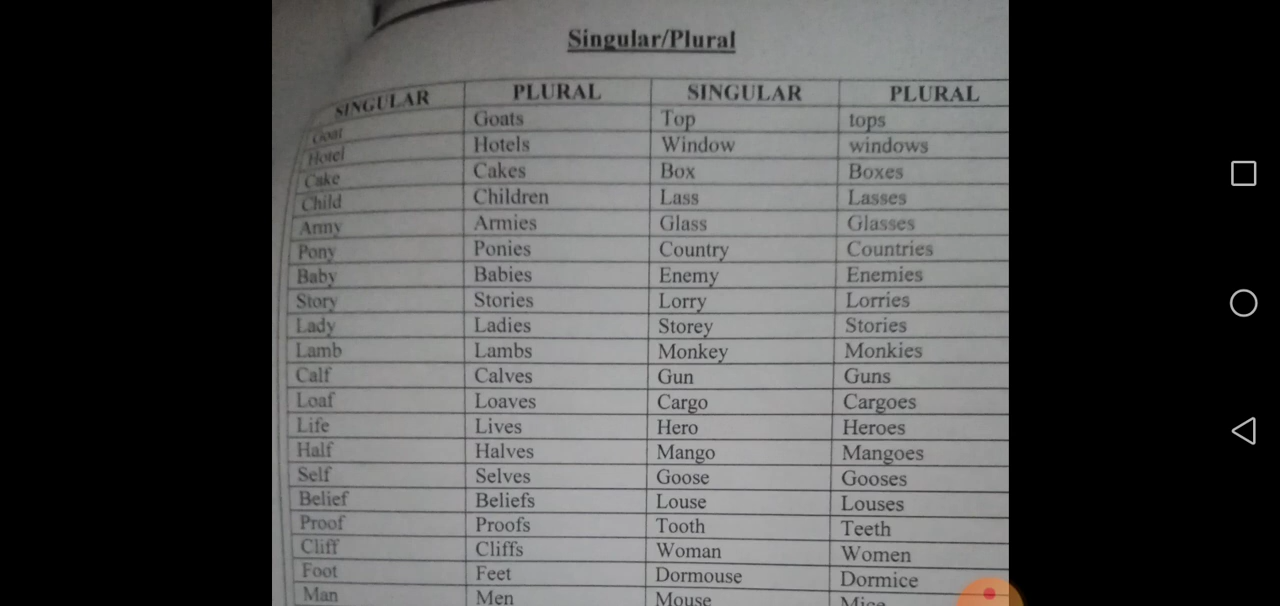 Singular/Plural
SINGULAR PLURAL SINGULAR PLURAL
Goat Goats Top tops
Hotel Hotels Window windows
Cake Cakes Box Boxes
Child Children Lass Lasses
Army Armies Glass Glasses
Pony Ponies Country Countries
Baby Babies Enemy Enemies
Story Stories Lorry Lorries
Lady Ladies Storey Stories
Lamb Lambs Monkey Monkies
Calf Calves Gun Guns
Loaf Loaves Cargo Cargoes
Life Lives Hero Heroes
Half Halves Mango Mangoes
Self Selves Goose Gooses
Belief Beliefs Louse Louses
Proof Proofs Tooth Teeth
Cliff Cliffs Woman Women
Foot Feet Dormouse Dormice
Man Men Mouse Mice